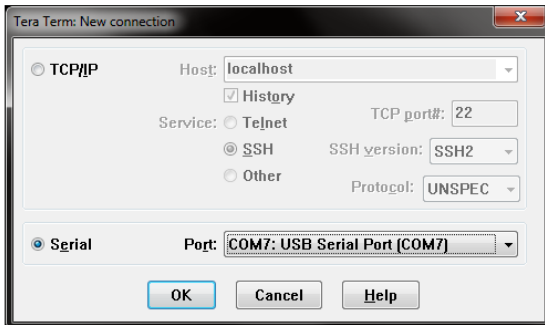 Tera Term: New connection
TCP/IP Host: localhost
History
Service: Telnet TCP port#: 22
SSH SSH version: SSH2
Other Protocol: UNSPEC
Serial Port: COM7: USB Serial Port (COM7)
OK Cancel Help